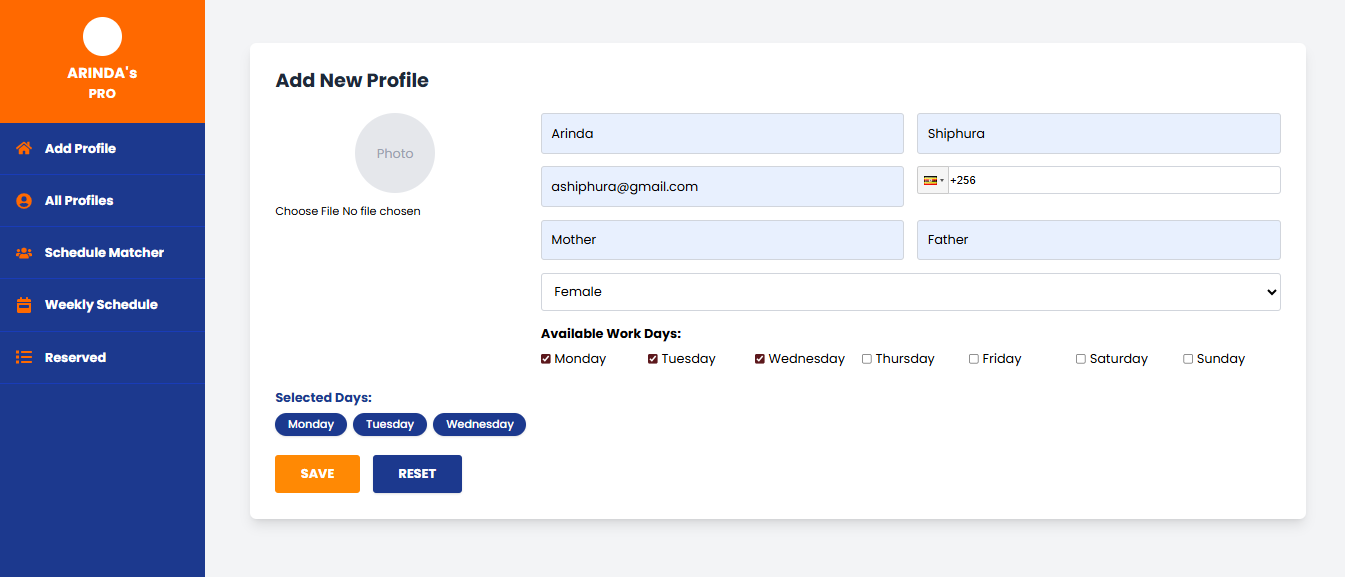 ARINDA's
PRO
Add Profile
All Profiles
Schedule Matcher
Weekly Schedule
Reserved
Add New Profile
Photo
Choose File No file chosen
Arinda
Shiphura
ashiphura@gmail.com
+256
Mother
Father
Female
Available Work Days:
Monday Tuesday Wednesday Thursday Friday Saturday Sunday
Selected Days:
Monday Tuesday Wednesday
SAVE RESET